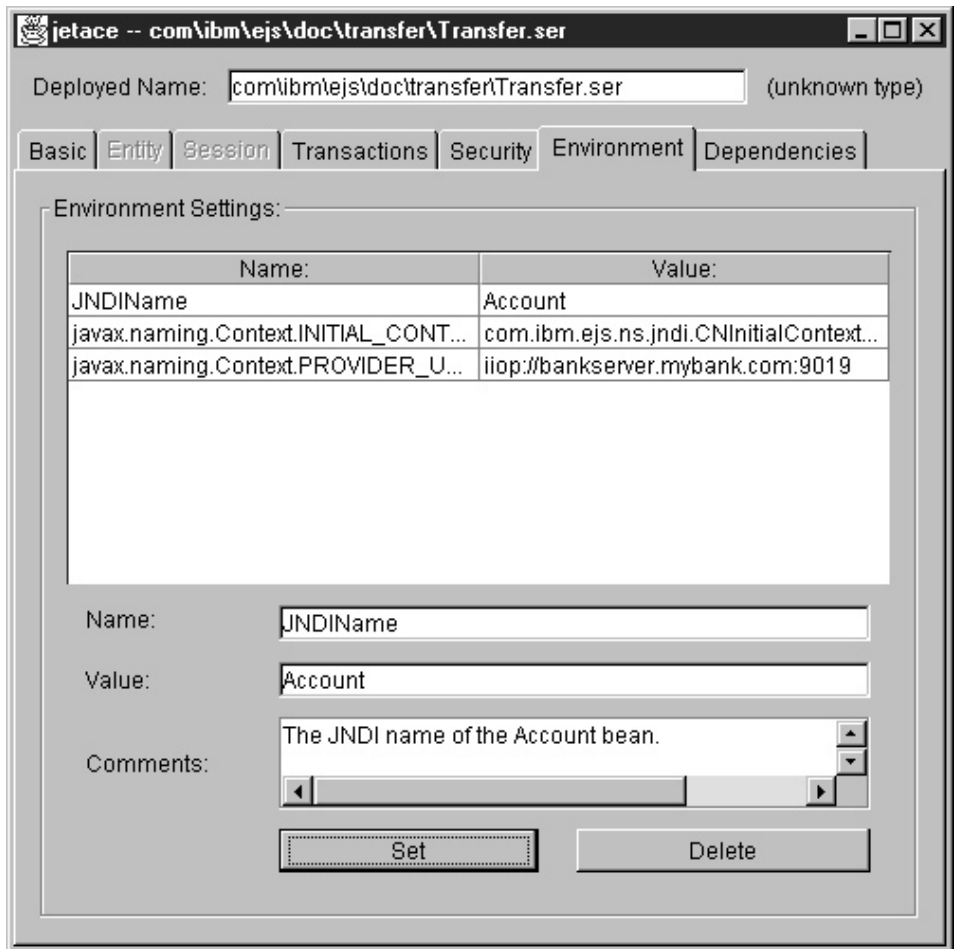 jetace -- com\ibm\ejs\doc\transfer\Transfer.ser
Deployed Name: com\ibm\ejs\doc\transfer\Transfer.ser (unknown type)
Basic Entity Session Transactions Security Environment Dependencies
Environment Settings:
Name: Value:
JNDIName Account
javax.naming.Context.INITIAL_CONT... com.ibm.ejs.ns.jndi.CNInitialContext...
javax.naming.Context.PROVIDER_U... iiop://bankserver.mybank.com:9019
Name: JNDIName
Value: Account
The JNDI name of the Account bean.
Comments:
Set Delete